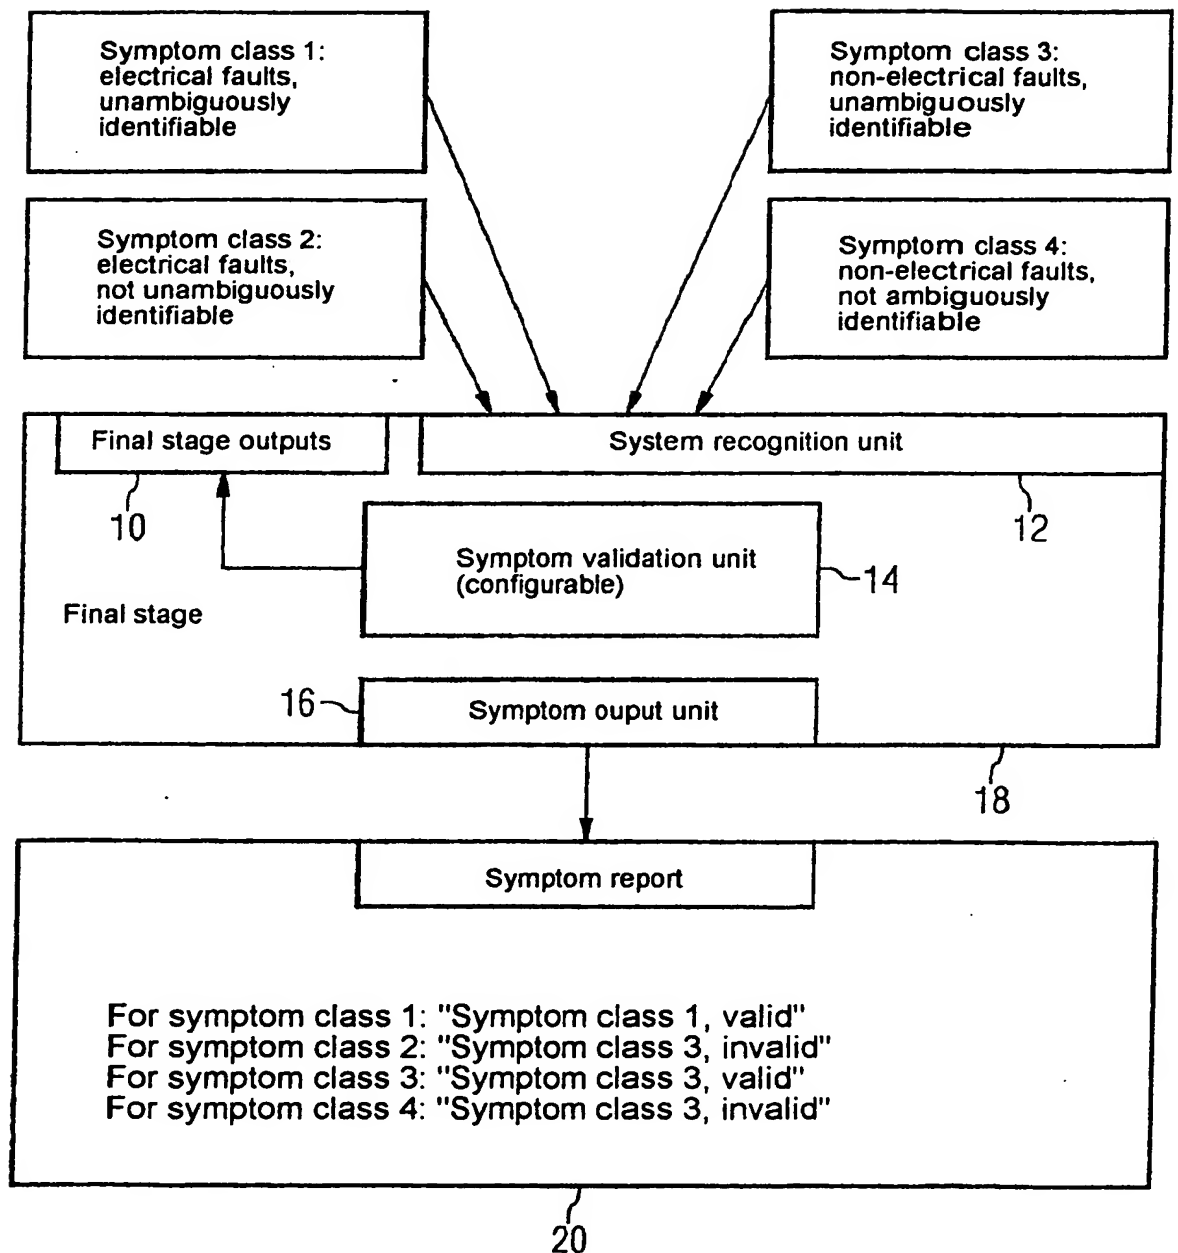 Symptom class 1:
electrical faults,
unambiguously
identifiable
Symptom class 3:
non-electrical faults,
unambiguously
identifiable
Symptom class 2:
electrical faults,
not unambiguously
identifiable
Symptom class 4:
non-electrical faults,
not ambiguously
identifiable
Final stage outputs
System recognition unit
10
12
Symptom validation unit
(configurable)
14
Final stage
16
Symptom ouput unit
18
Symptom report
For symptom class 1: "Symptom class 1, valid"
For symptom class 2: "Symptom class 3, invalid"
For symptom class 3: "Symptom class 3, valid"
For symptom class 4: "Symptom class 3, invalid"
20